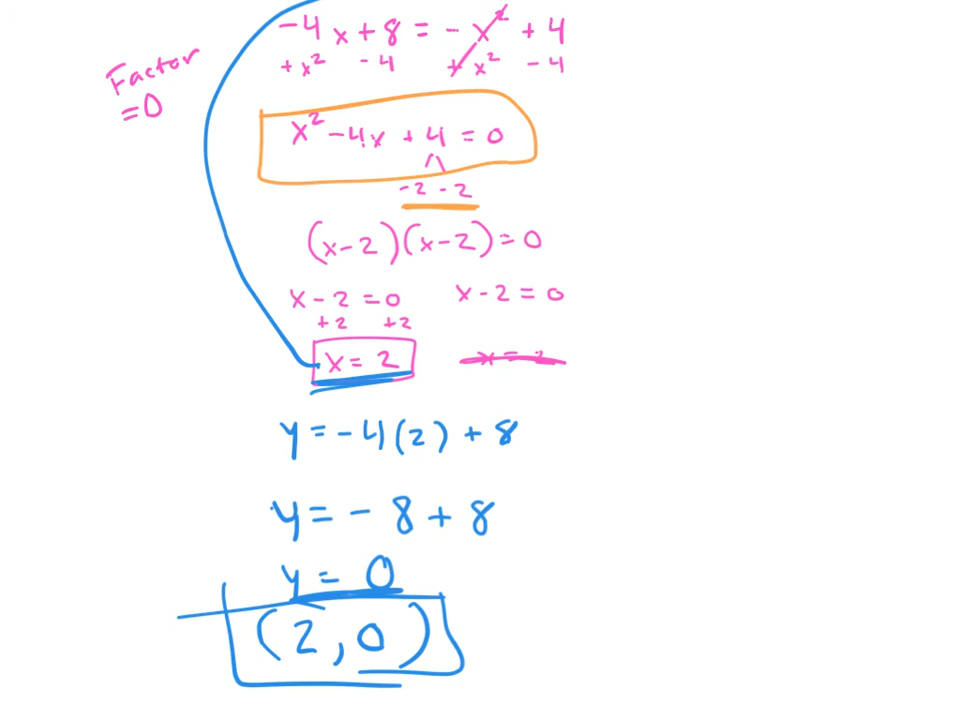 -4x + 8 = -x² + 4
+x² -4 +x² -4
Factor
=0
x² - 4x + 4 = 0
-2 -2
(x-2)(x-2) = 0
x - 2 = 0 x - 2 = 0
+2 +2
x = 2 x = 2
y = -4(2) + 8
y = -8 + 8
y = 0
(2, 0)